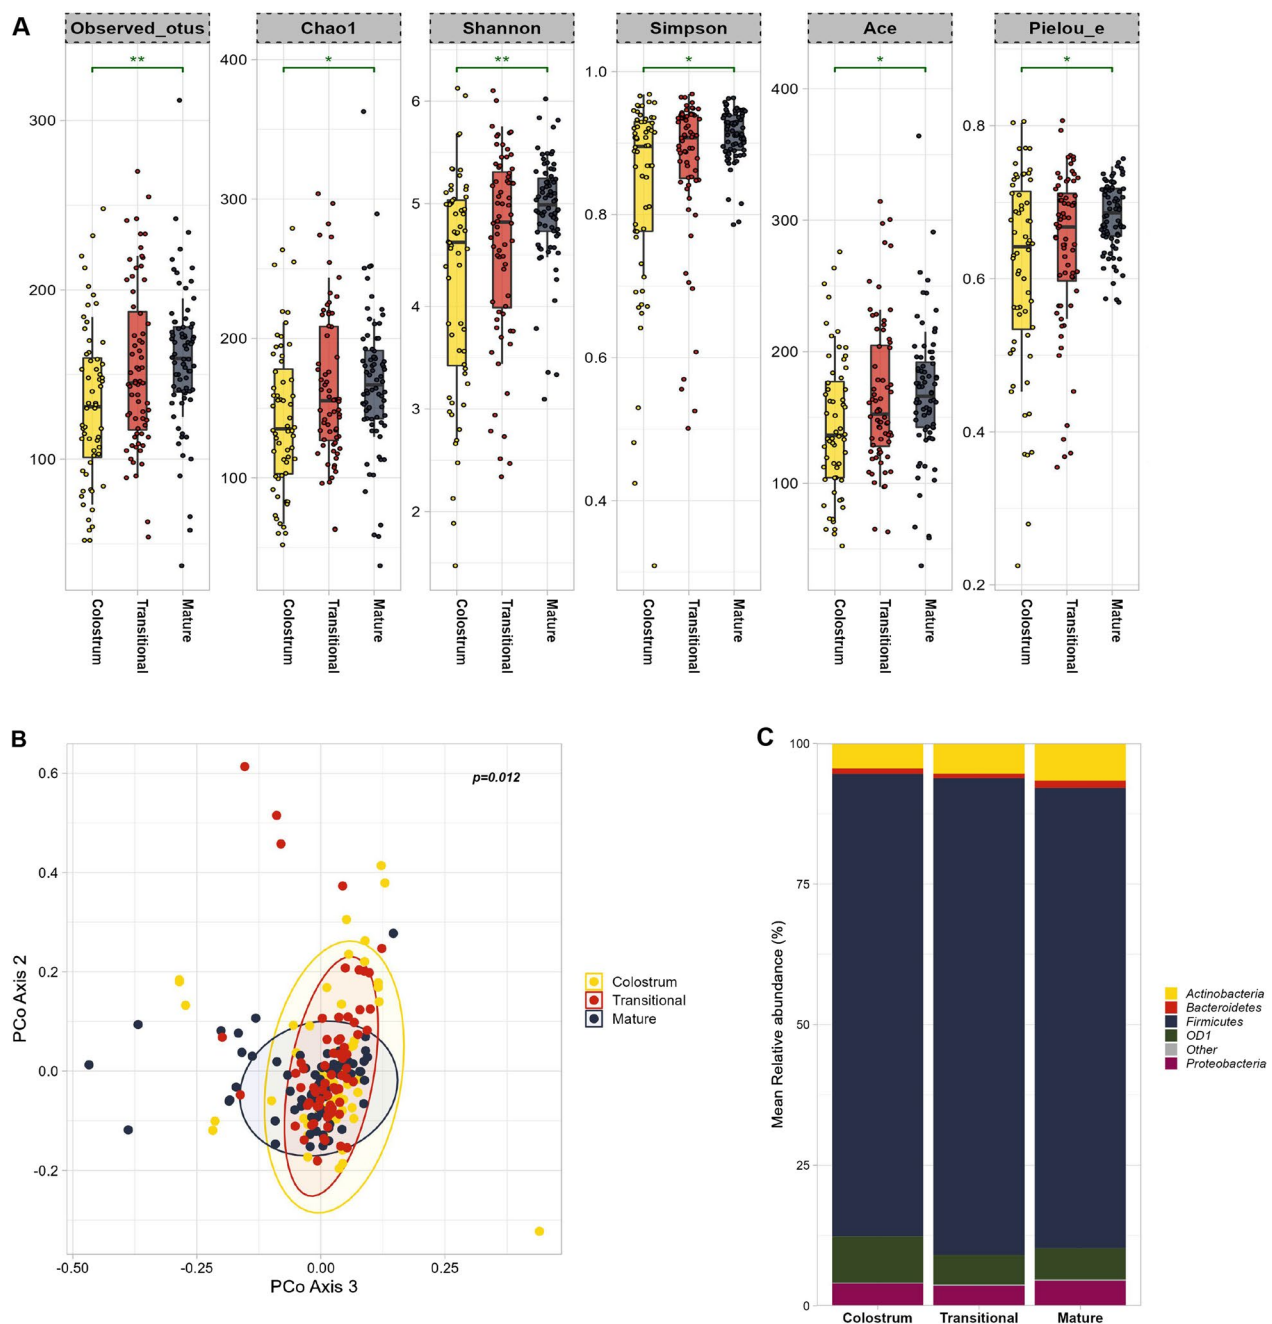 A
Observed_otus Chao1 Shannon Simpson Ace Pielou_e
** * ** * * *
300
200
100
400
300
200
100
6
5
4
3
2
1.0
0.8
0.6
0.4
400
300
200
100
0.8
0.6
0.4
0.2
Colostrum Transitional Mature
Colostrum Transitional Mature
Colostrum Transitional Mature
Colostrum Transitional Mature
Colostrum Transitional Mature
Colostrum Transitional Mature
B
p=0.012
PCo Axis 2
0.6
0.4
0.2
0.0
-0.2
-0.50 -0.25 0.00 0.25
PCo Axis 3
Colostrum
Transitional
Mature
C
Mean Relative abundance (%)
100
75
50
25
0
Colostrum Transitional Mature
Actinobacteria
Bacteroidetes
Firmicutes
OD1
Other
Proteobacteria